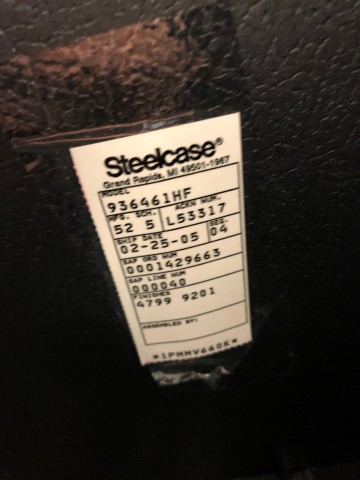 Steelcase®
Grand Rapids, MI 49501-1967
MODEL
936461HF
MFG. SCH. ACKN NUM.
52 5 L53317
SHIP DATE SEQ.
02-25-05 04
SAP ORD NUM
0001429663
SAP LINE NUM
000040
FINISHES
4799 9201
ASSEMBLED BY:
*1PMMV660K*